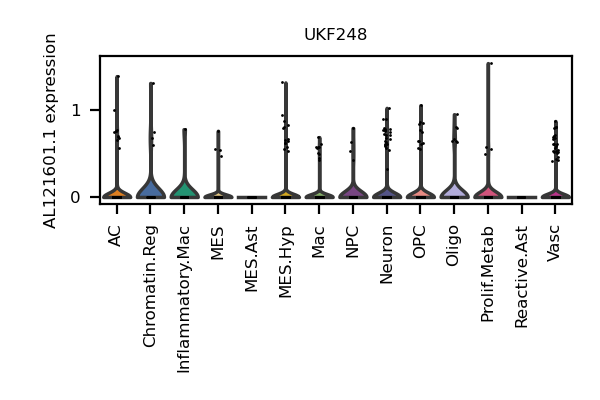 UKF248
AL121601.1 expression
1
0
AC
Chromatin.Reg
Inflammatory.Mac
MES
MES.Ast
MES.Hyp
Mac
NPC
Neuron
OPC
Oligo
Prolif.Metab
Reactive.Ast
Vasc